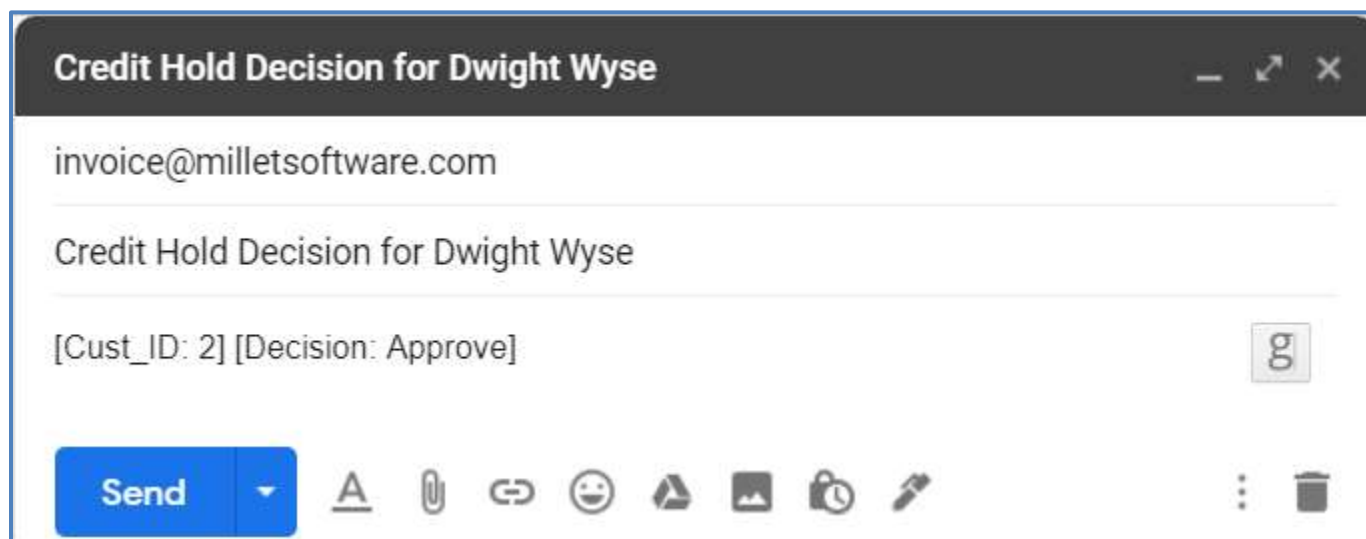 Credit Hold Decision for Dwight Wyse
invoice@milletsoftware.com
Credit Hold Decision for Dwight Wyse
[Cust_ID: 2] [Decision: Approve]
g
Send
A